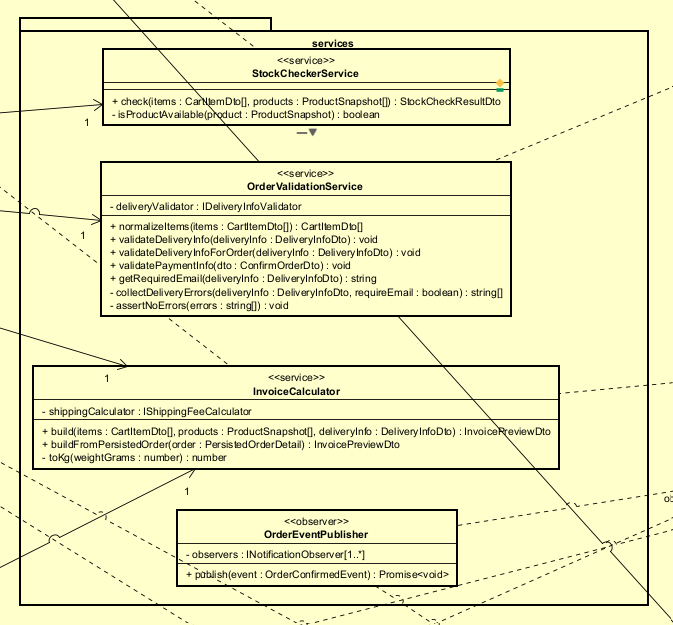 services
<<service>>
StockCheckerService
+ check(items : CartItemDto[], products : ProductSnapshot[]) : StockCheckResultDto
- isProductAvailable(product : ProductSnapshot) : boolean
1
<<service>>
OrderValidationService
- deliveryValidator : IDeliveryInfoValidator
+ normalizeItems(items : CartItemDto[]) : CartItemDto[]
+ validateDeliveryInfo(deliveryInfo : DeliveryInfoDto) : void
+ validateDeliveryInfoForOrder(deliveryInfo : DeliveryInfoDto) : void
+ validatePaymentInfo(dto : ConfirmOrderDto) : void
+ getRequiredEmail(deliveryInfo : DeliveryInfoDto) : string
- collectDeliveryErrors(deliveryInfo : DeliveryInfoDto, requireEmail : boolean) : string[]
- assertNoErrors(errors : string[]) : void
1
<<service>>
InvoiceCalculator
- shippingCalculator : IShippingFeeCalculator
+ build(items : CartItemDto[], products : ProductSnapshot[], deliveryInfo : DeliveryInfoDto) : InvoicePreviewDto
+ buildFromPersistedOrder(order : PersistedOrderDetail) : InvoicePreviewDto
- toKg(weightGrams : number) : number
1
1
<<observer>>
OrderEventPublisher
- observers : INotificationObserver[1..*]
+ publish(event : OrderConfirmedEvent) : Promise<void>